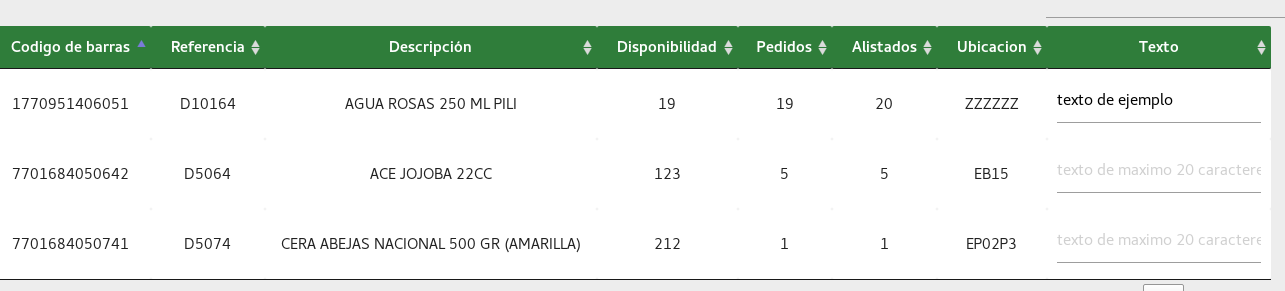 Codigo de barras Referencia Descripción Disponibilidad Pedidos Alistados Ubicacion Texto
1770951406051 D10164 AGUA ROSAS 250 ML PILI 19 19 20 ZZZZZZ texto de ejemplo
7701684050642 D5064 ACE JOJOBA 22CC 123 5 5 EB15 texto de maximo 20 caractere
7701684050741 D5074 CERA ABEJAS NACIONAL 500 GR (AMARILLA) 212 1 1 EP02P3 texto de maximo 20 caractere